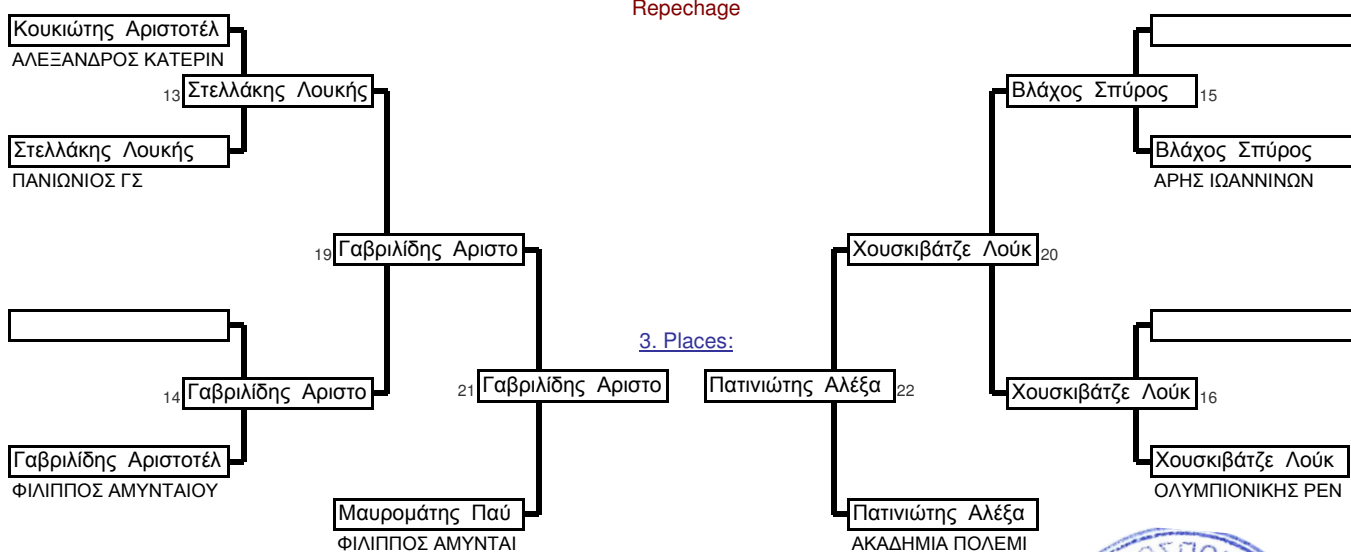 Repechage
Κουκιώτης Αριστοτέλ
ΑΛΕΞΑΝΔΡΟΣ ΚΑΤΕΡΙΝ
13 Στελλάκης Λουκής
Βλάχος Σπύρος 15
Στελλάκης Λουκής
ΠΑΝΙΩΝΙΟΣ ΓΣ
Βλάχος Σπύρος
ΑΡΗΣ ΙΩΑΝΝΙΝΩΝ
19 Γαβριλίδης Αριστο
Χουσκιβάτζε Λούκ 20
3. Places:
14 Γαβριλίδης Αριστο
21 Γαβριλίδης Αριστο
Πατινιώτης Αλέξα 22
Χουσκιβάτζε Λούκ 16
Γαβριλίδης Αριστοτέλ
ΦΙΛΙΠΠΟΣ ΑΜΥΝΤΑΙΟΥ
Χουσκιβάτζε Λούκ
ΟΛΥΜΠΙΟΝΙΚΗΣ ΡΕΝ
Μαυρομάτης Παύ
ΦΙΛΙΠΠΟΣ ΑΜΥΝΤΑΙ
Πατινιώτης Αλέξα
ΑΚΑΔΗΜΙΑ ΠΟΛΕΜΙ